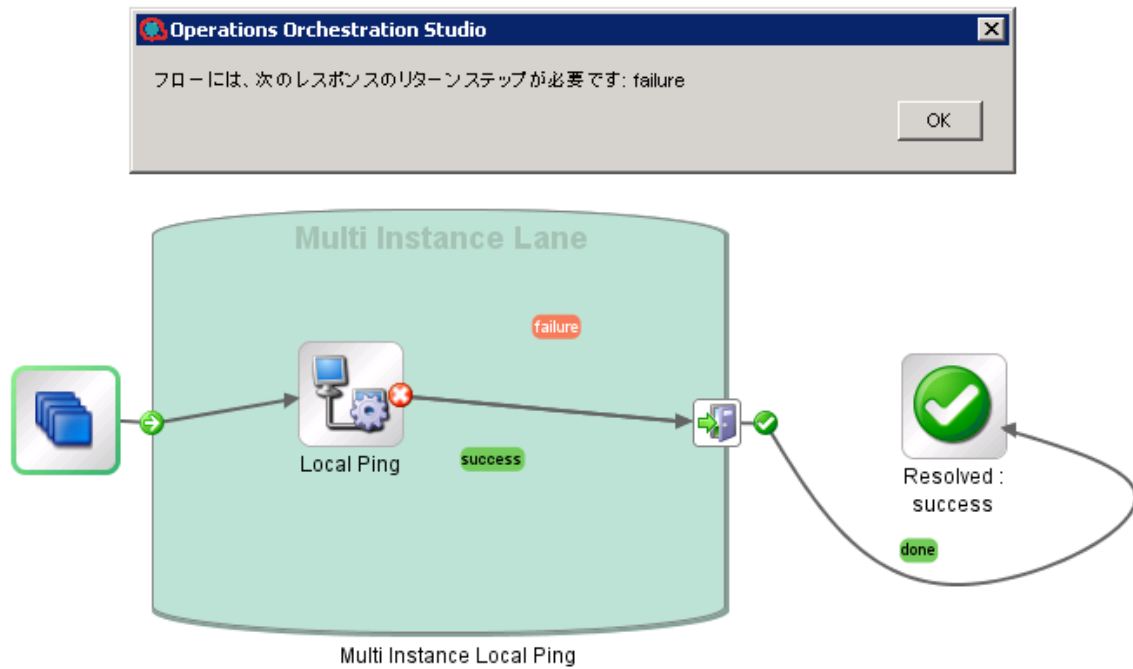 Operations Orchestration Studio
フローには、次のレスポンスのリターンステップが必要です: failure
OK
Multi Instance Lane
failure
Local Ping
success
Resolved :
success
done
Multi Instance Local Ping